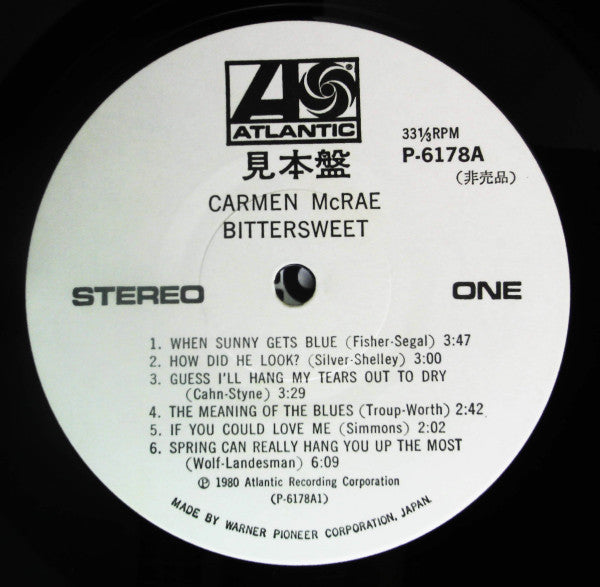 ATLANTIC
見本盤
33⅓RPM
P-6178A
(非売品)
CARMEN McRAE
BITTERSWEET
STEREO
ONE
1. WHEN SUNNY GETS BLUE (Fisher-Segal) 3:47
2. HOW DID HE LOOK? (Silver-Shelley) 3:00
3. GUESS I'LL HANG MY TEARS OUT TO DRY
(Cahn-Styne) 3:29
4. THE MEANING OF THE BLUES (Troup-Worth) 2:42
5. IF YOU COULD LOVE ME (Simmons) 2:02
6. SPRING CAN REALLY HANG YOU UP THE MOST
(Wolf-Landesman) 6:09
℗ 1980 Atlantic Recording Corporation
(P-6178A1)
MADE BY WARNER PIONEER CORPORATION, JAPAN.